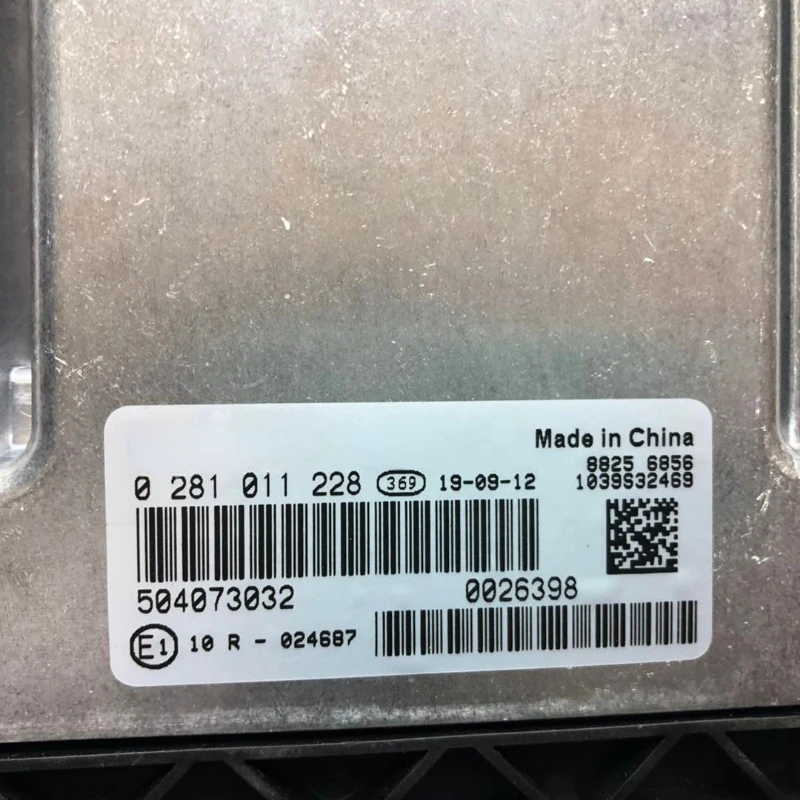 Made in China
8825 6856
0 281 011 228 369 19-09-12 1039S32469
504073032 0026398
E1 10 R - 024687